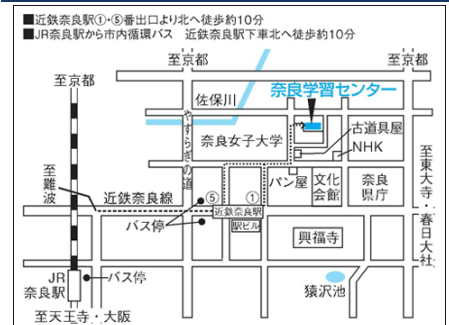 ■近鉄奈良駅①・⑤番出口より北へ徒歩約10分
■JR奈良駅から市内循環バス 近鉄奈良駅下車北へ徒歩約10分
至京都
至京都
至京都
奈良学習センター
佐保川
やすらぎの道
奈良女子大学
古道具屋
NHK
至難波
近鉄奈良線
⑤
①
パン屋
文化会館
奈良県庁
至東大寺・春日大社
近鉄奈良駅
駅ビル
バス停
興福寺
JR奈良駅
バス停
猿沢池
至天王寺・大阪